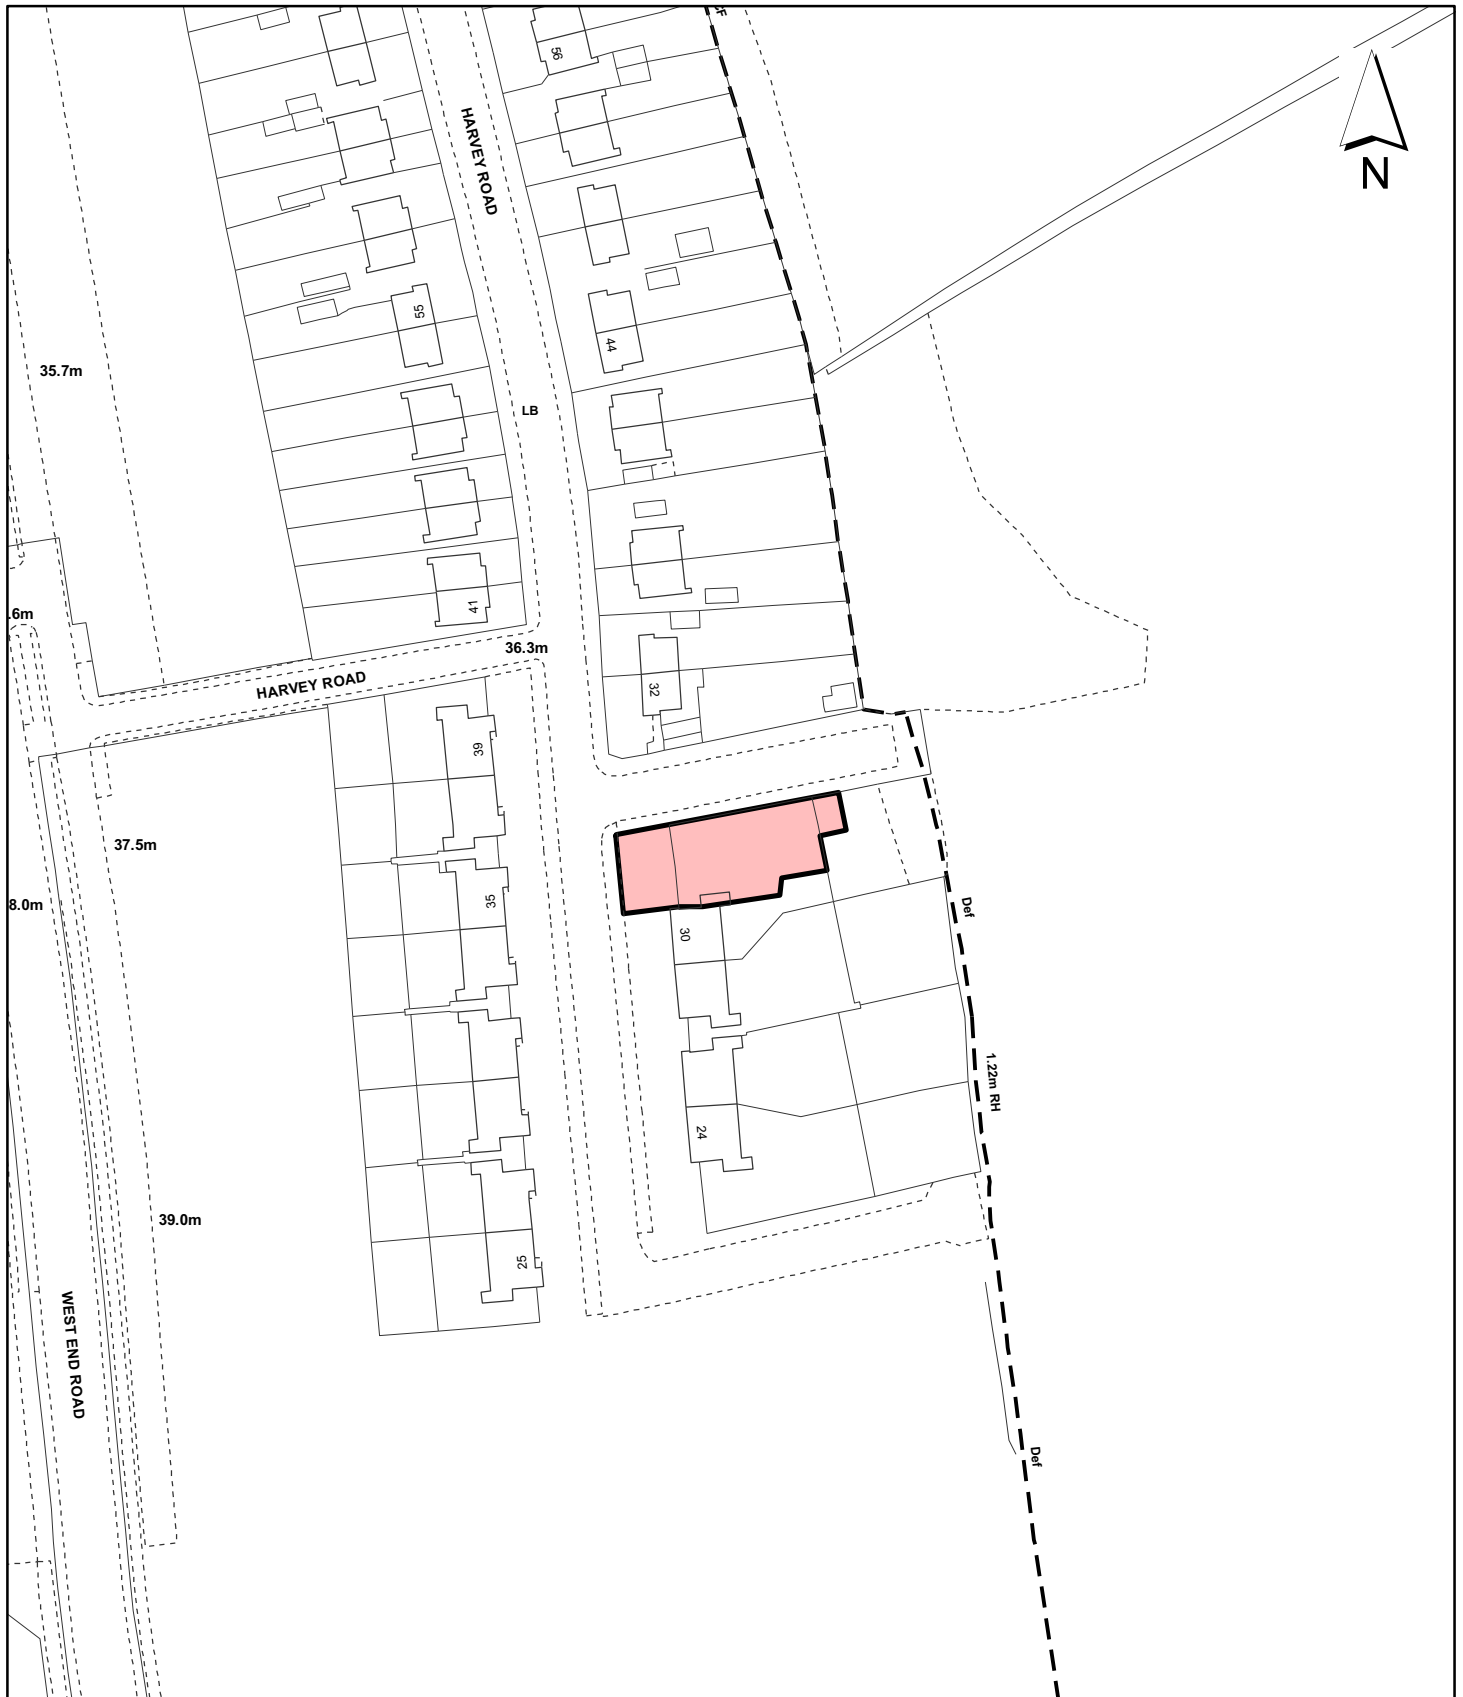 CF
56
HARVEY ROAD
N
55
44
35.7m
LB
41
.6m
36.3m
HARVEY ROAD
32
39
37.5m
35
8.0m
Def
30
1.22m RH
24
39.0m
25
WEST END ROAD
Def